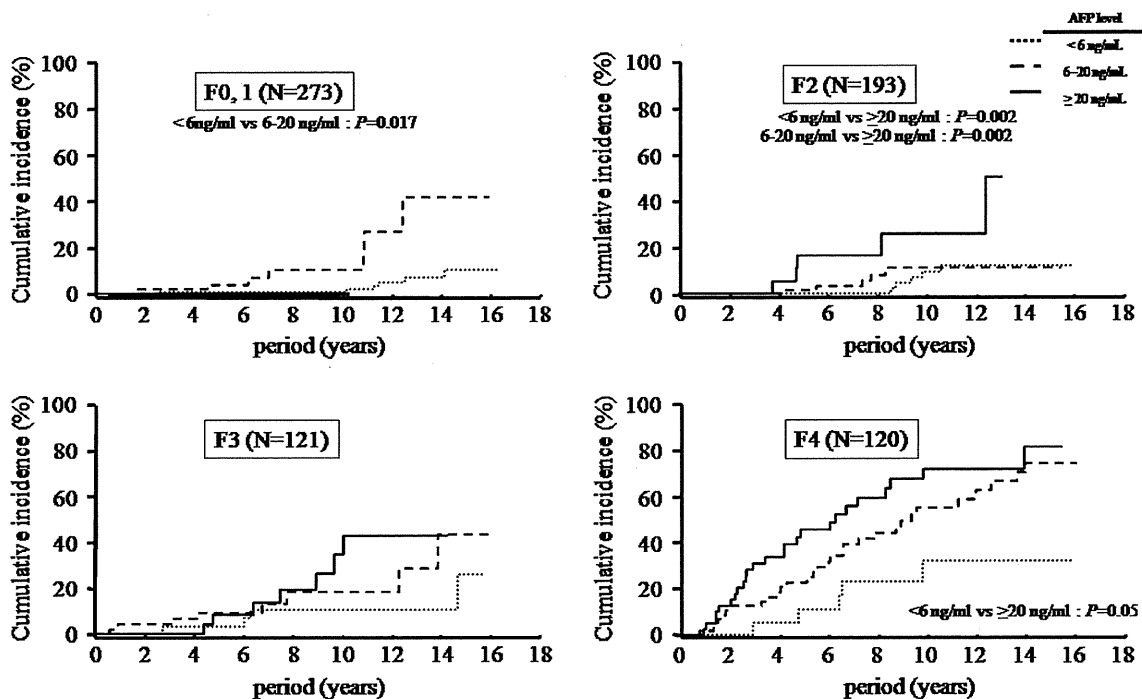 AFP level
< 6 ng/mL
6–20 ng/mL
≥ 20 ng/mL
Cumulative incidence (%)
100
80
60
40
20
0
F0, 1 (N=273)
<6ng/ml vs 6-20 ng/ml : P=0.017
0 2 4 6 8 10 12 14 16 18
period (years)
Cumulative incidence (%)
100
80
60
40
20
0
F2 (N=193)
<6ng/ml vs ≥20 ng/ml : P=0.002
6-20 ng/ml vs ≥20 ng/ml : P=0.002
0 2 4 6 8 10 12 14 16 18
period (years)
Cumulative incidence (%)
100
80
60
40
20
0
F3 (N=121)
0 2 4 6 8 10 12 14 16 18
period (years)
Cumulative incidence (%)
100
80
60
40
20
0
F4 (N=120)
<6 ng/ml vs ≥20 ng/ml : P=0.05
0 2 4 6 8 10 12 14 16 18
period (years)